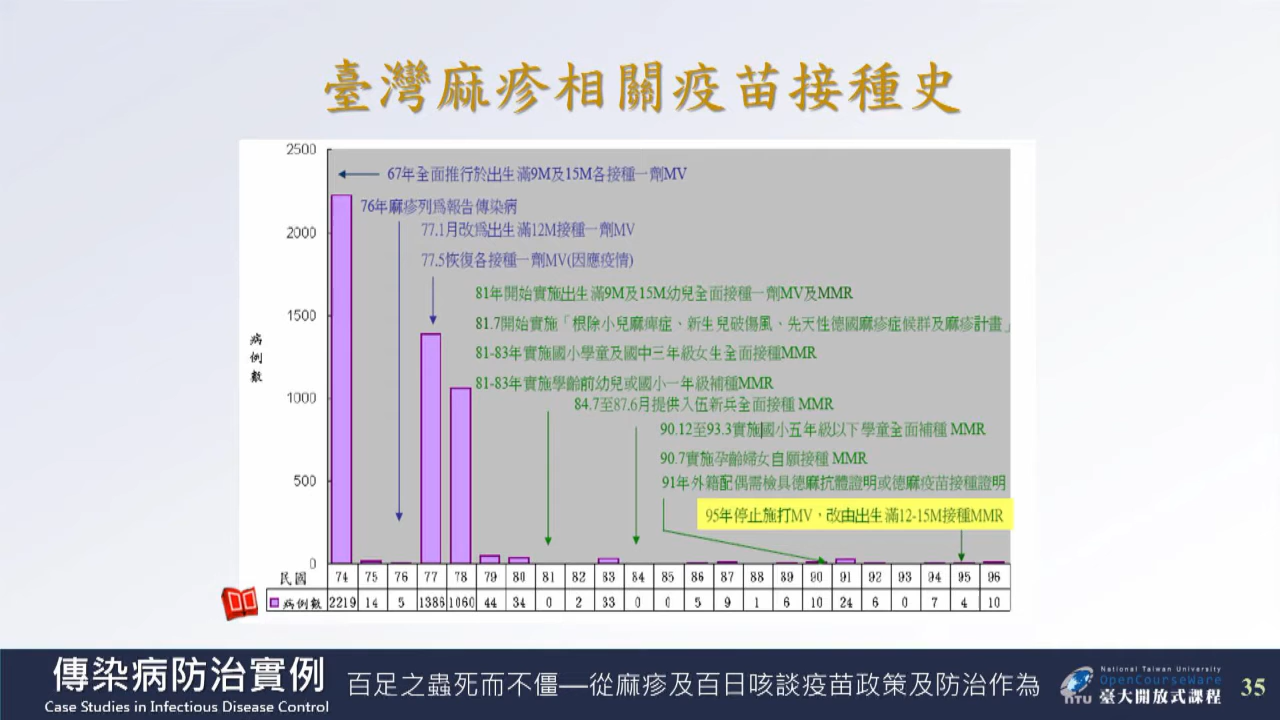 臺灣麻疹相關疫苗接種史
2500
2000
1500
1000
500
0
病例數
67年全面推行於出生滿9M及15M各接種一劑MV
76年麻疹列爲報告傳染病
77.1月改爲出生滿12M接種一劑MV
77.5恢復各接種一劑MV(因應疫情)
81年開始實施出生滿9M及15M幼兒全面接種一劑MV及MMR
81.7開始實施「根除小兒麻痺症、新生兒破傷風、先天性德國麻疹症候群及麻疹計畫」
81-83年實施國小學童及國中三年級女生全面接種MMR
81-83年實施學齡前幼兒或國小一年級補種MMR
84.7至87.6月提供入伍新兵全面接種 MMR
90.12至93.3實施國小五年級以下學童全面補種 MMR
90.7實施孕齡婦女自願接種 MMR
91年外籍配偶需檢具德麻抗體證明或德麻疫苗接種證明
95年停止施打MV，改由出生滿12-15M接種MMR
民國 74 75 76 77 78 79 80 81 82 83 84 85 86 87 88 89 90 91 92 93 94 95 96
病例數 2219 14 5 1386 1060 44 34 0 2 33 0 0 5 9 1 6 10 24 6 0 7 4 10
傳染病防治實例
Case Studies in Infectious Disease Control
百足之蟲死而不僵—從麻疹及百日咳談疫苗政策及防治作為
NTU
National Taiwan University
OpenCourseWare
臺大開放式課程
35